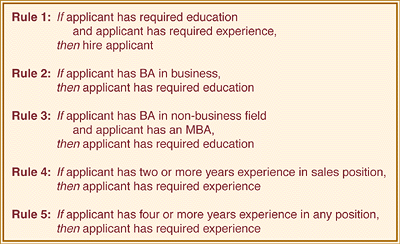 Rule 1: If applicant has required education
and applicant has required experience,
then hire applicant
Rule 2: If applicant has BA in business,
then applicant has required education
Rule 3: If applicant has BA in non-business field
and applicant has an MBA,
then applicant has required education
Rule 4: If applicant has two or more years experience in sales position,
then applicant has required experience
Rule 5: If applicant has four or more years experience in any position,
then applicant has required experience